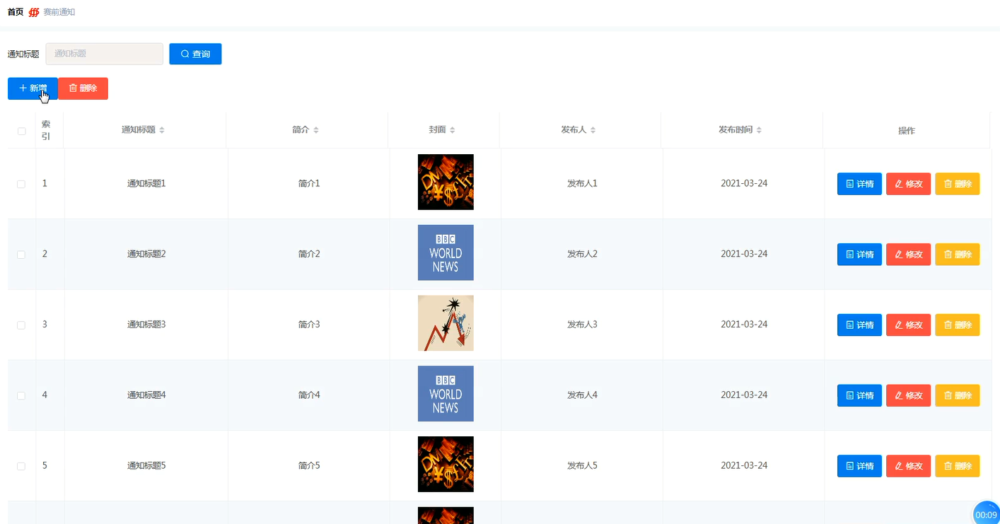 首页 赛前通知
通知标题 通知标题 查询
新增 删除
索引 通知标题 简介 封面 发布人 发布时间 操作
1 通知标题1 简介1 发布人1 2021-03-24 详情 修改 删除
2 通知标题2 简介2 BBC WORLD NEWS 发布人2 2021-03-24 详情 修改 删除
3 通知标题3 简介3 发布人3 2021-03-24 详情 修改 删除
4 通知标题4 简介4 BBC WORLD NEWS 发布人4 2021-03-24 详情 修改 删除
5 通知标题5 简介5 发布人5 2021-03-24 详情 修改 删除
00:09